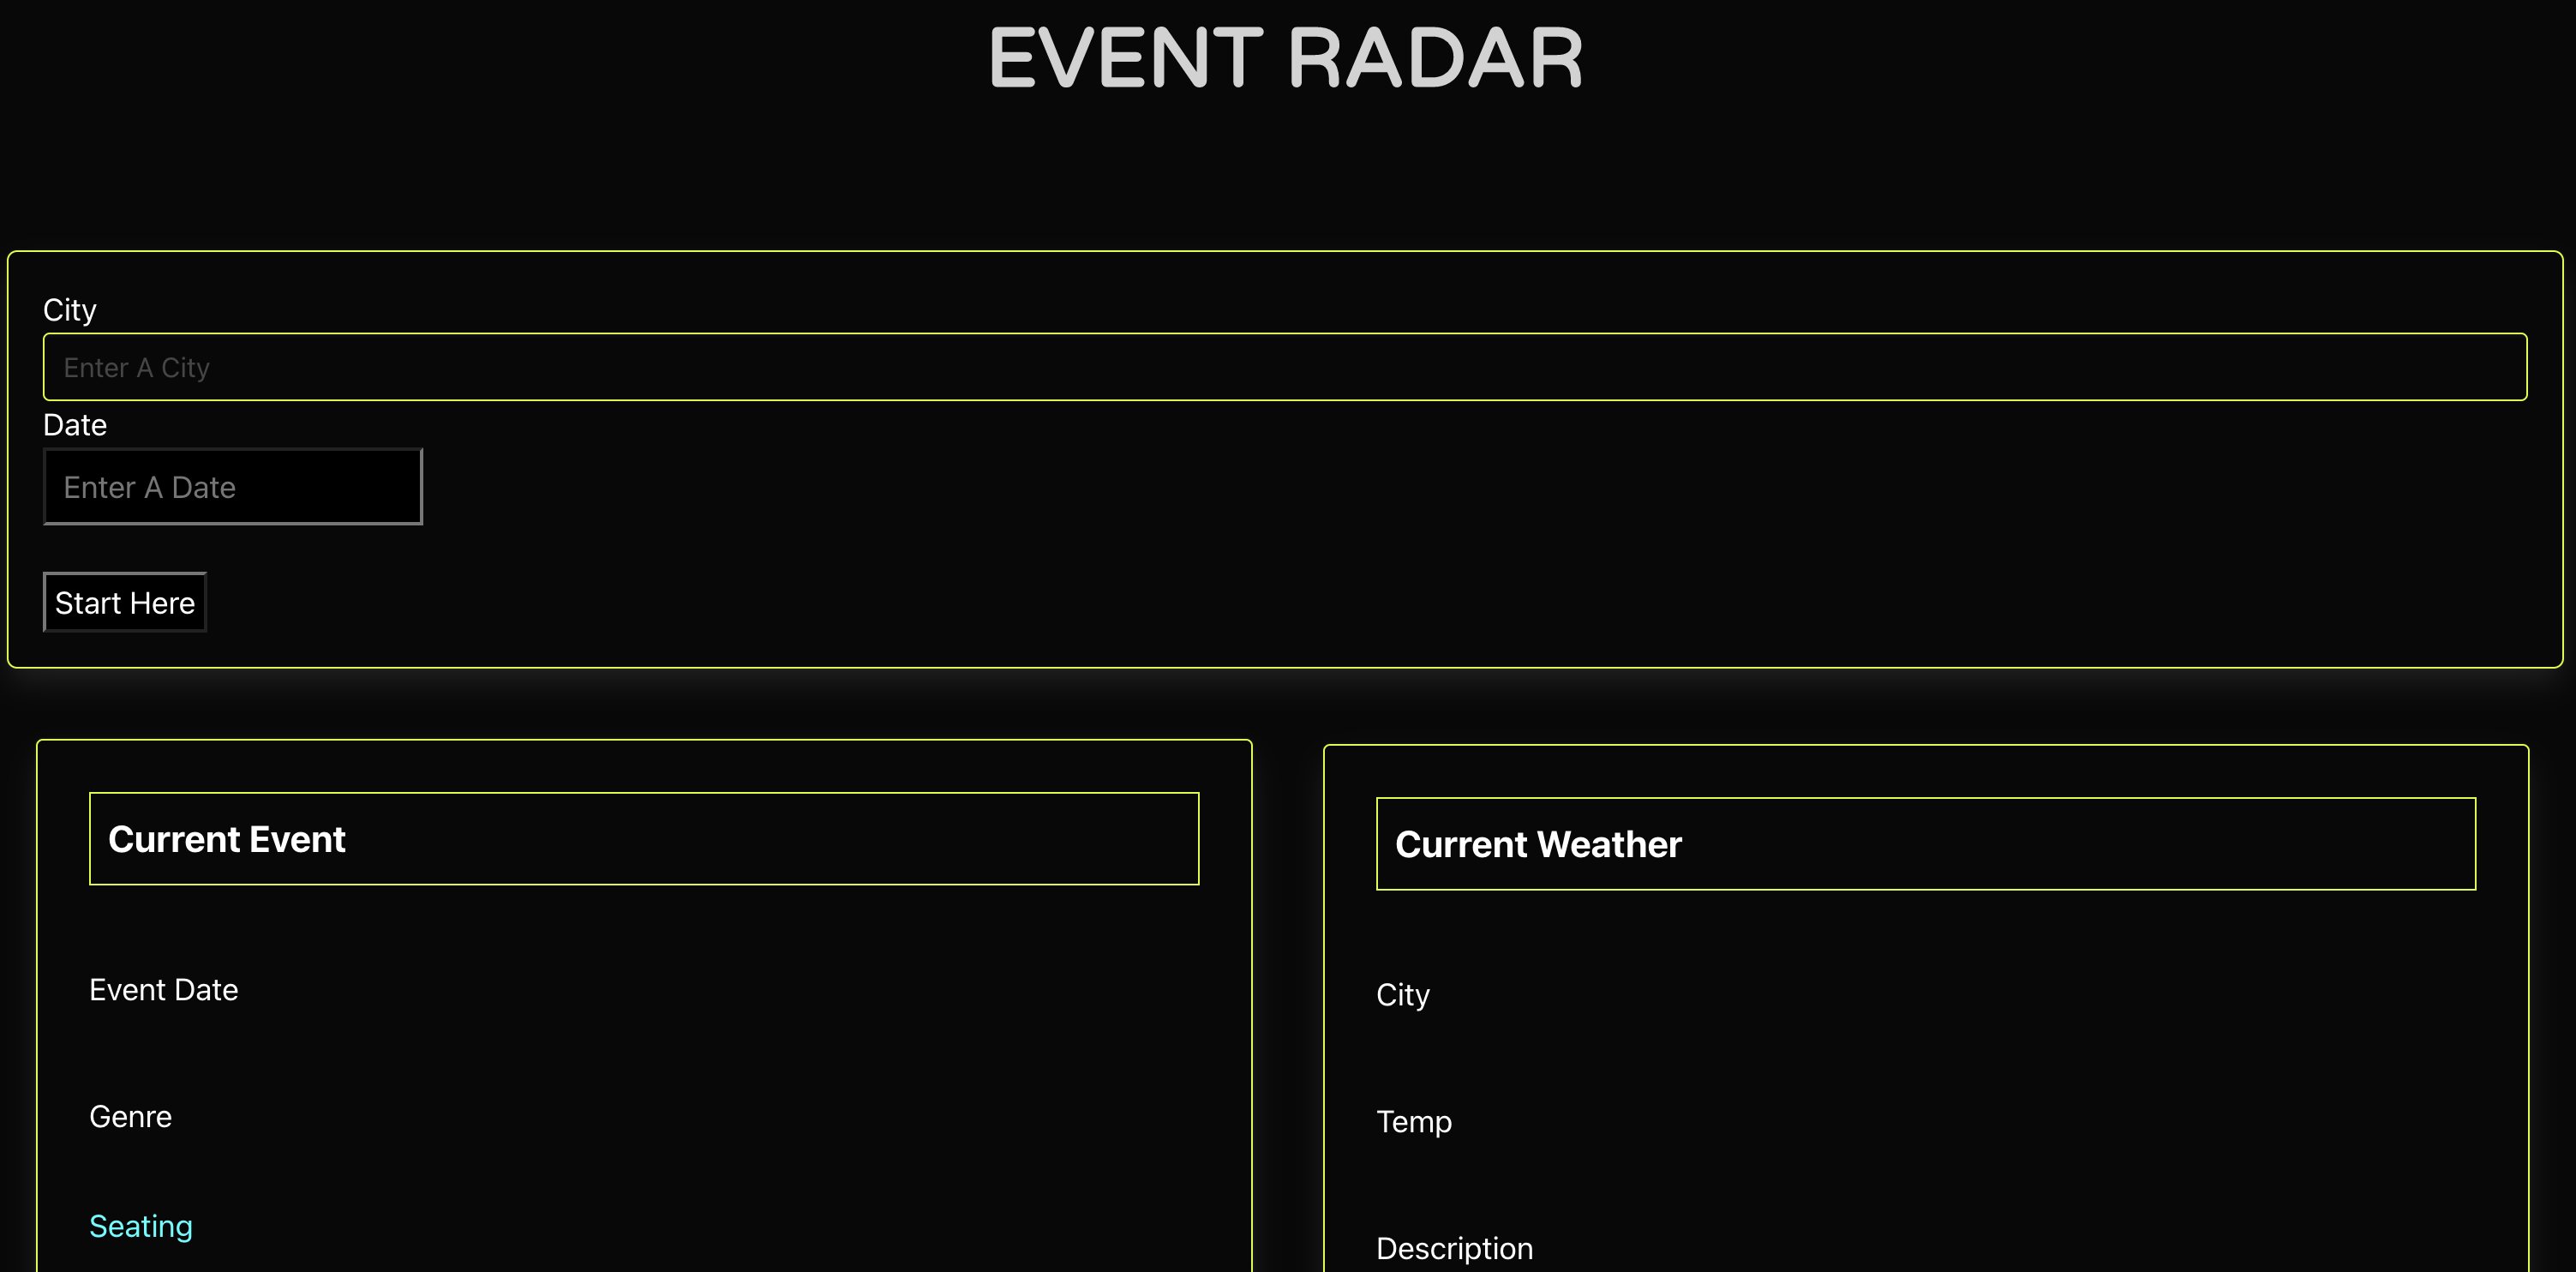 EVENT RADAR
City
Enter A City
Date
Enter A Date
Start Here
Current Event
Event Date
Genre
Seating
Current Weather
City
Temp
Description